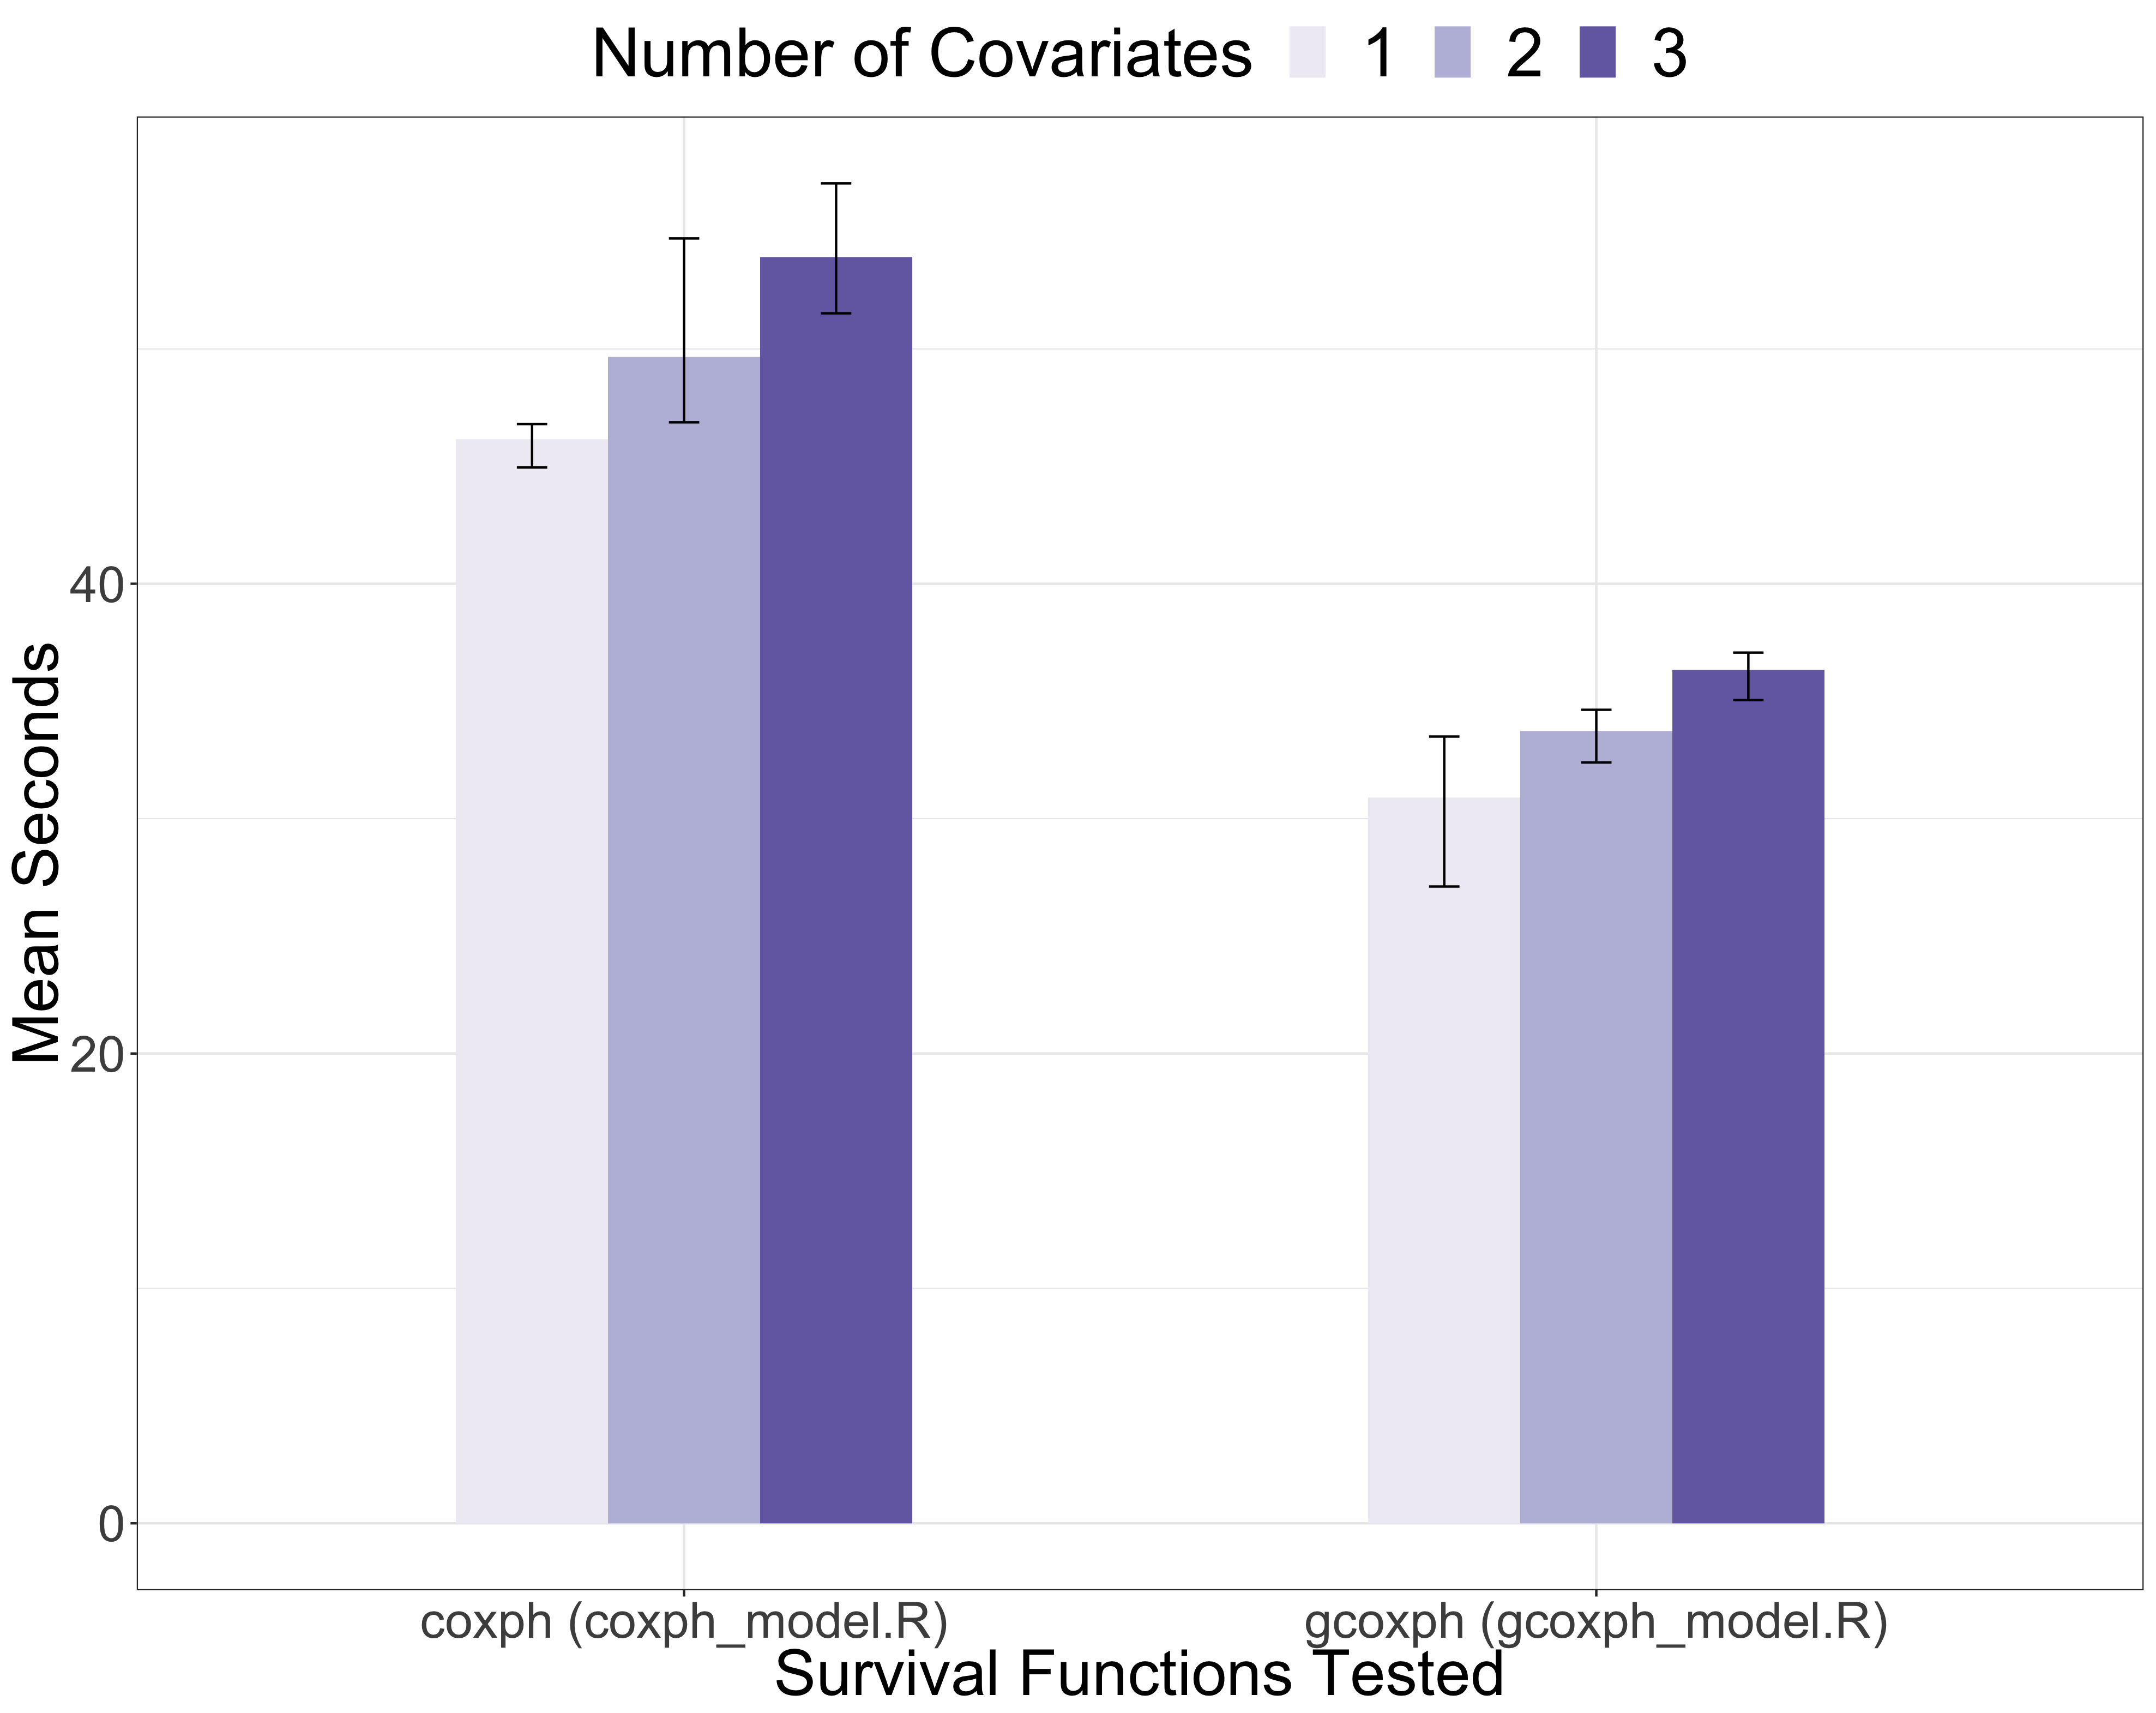 Number of Covariates 1 2 3
Mean Seconds
40
20
0
coxph (coxph_model.R) gcoxph (gcoxph_model.R)
Survival Functions Tested